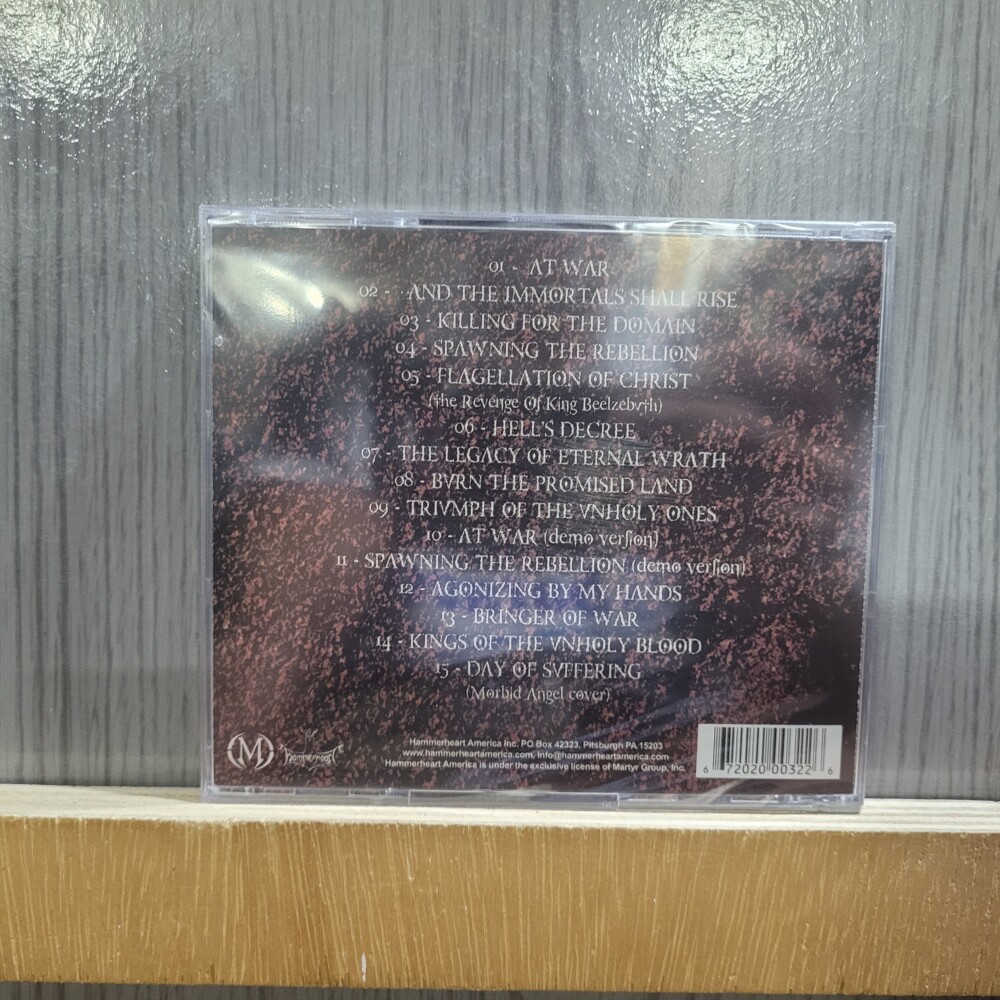 01 - AT WAR
02 - AND THE IMMORTALS SHALL RISE
03 - KILLING FOR THE DOMAIN
04 - SPAWNING THE REBELLION
05 - FLAGELLATION OF CHRIST
(the Revenge Of King Beelzebvth)
06 - HELL'S DECREE
07 - THE LEGACY OF ETERNAL WRATH
08 - BVRN THE PROMISED LAND
09 - TRIVMPH OF THE VNHOLY ONES
10 - AT WAR (demo verſion)
11 - SPAWNING THE REBELLION (demo verſion)
12 - AGONIZING BY MY HANDS
13 - BRINGER OF WAR
14 - KINGS OF THE VNHOLY BLOOD
15 - DAY OF SVFFERING
(Morbid Angel cover)
M
Hammerheart
Hammerheart America Inc. PO Box 42323, Pitsburgh PA 15203
www.hammerheartamerica.com, info@hammerheartamerica.com
Hammerheart America is under the exclusive license of Martyr Group, Inc.
6 72020 00322 6